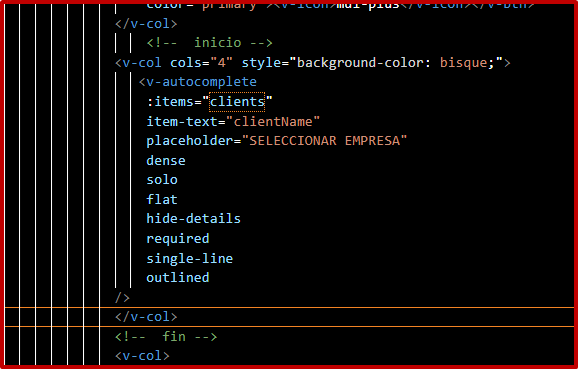 color="primary"><v-icon>mdi-plus</v-icon></v-btn>
</v-col>
<!--  inicio -->
<v-col cols="4" style="background-color: bisque;">
<v-autocomplete
:items="clients"
item-text="clientName"
placeholder="SELECCIONAR EMPRESA"
dense
solo
flat
hide-details
required
single-line
outlined
/>
</v-col>
<!--  fin -->
<v-col>